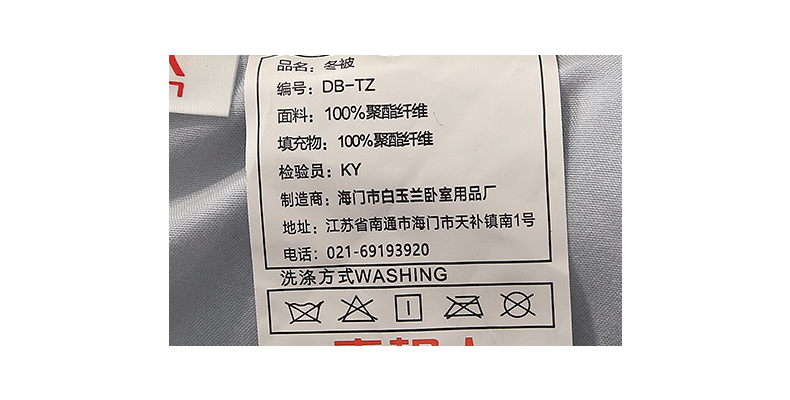 品名：冬被
编号：DB-TZ
面料：100%聚酯纤维
填充物：100%聚酯纤维
检验员：KY
制造商：海门市白玉兰卧室用品厂
地址：江苏省南通市海门市天补镇南1号
电话：021-69193920
洗涤方式WASHING